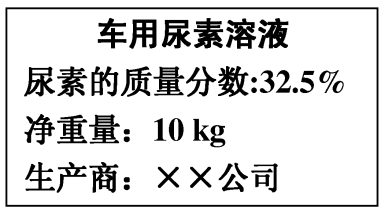 车用尿素溶液
尿素的质量分数:32.5%
净重量：10 kg
生产商：××公司